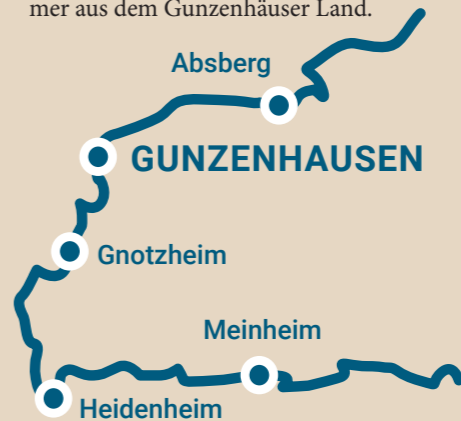 mer aus dem Gunzenhäuser Land.
Absberg
GUNZENHAUSEN
Gnotzheim
Meinheim
Heidenheim